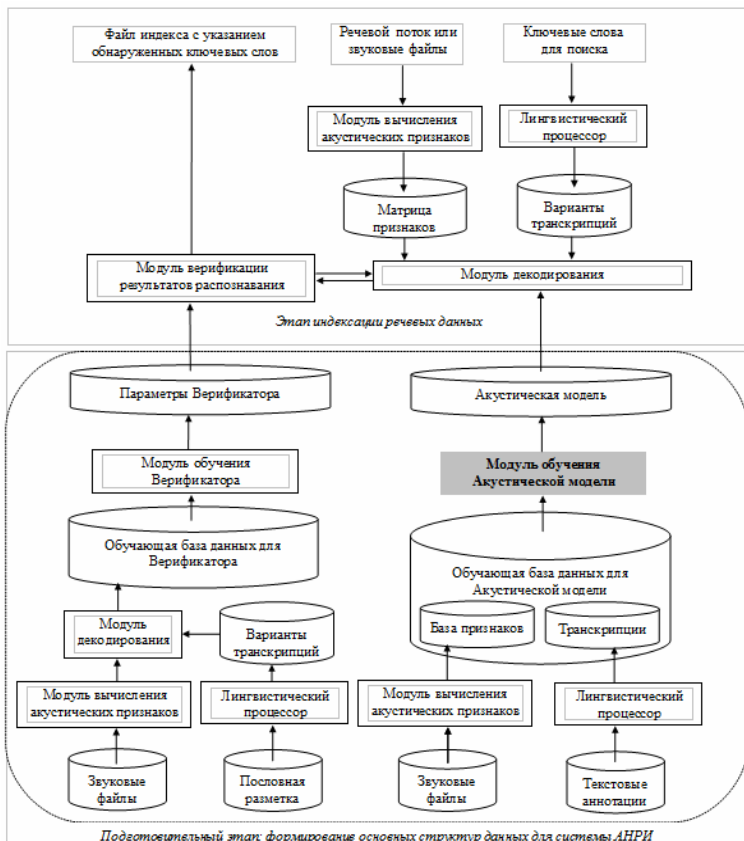 Файл индекса с указанием
обнаруженных ключевых слов
Речевой поток или
звуковые файлы
Ключевые слова
для поиска
Модуль вычисления
акустических признаков
Лингвистический
процессор
Матрица
признаков
Варианты
транскрипций
Модуль верификации
результатов распознавания
Модуль декодирования
Этап индексации речевых данных
Параметры Верификатора
Акустическая модель
Модуль обучения
Верификатора
Модуль обучения
Акустической модели
Обучающая база данных для
Верификатора
Обучающая база данных для
Акустической модели
База признаков
Транскрипции
Модуль
декодирования
Варианты
транскрипций
Модуль вычисления
акустических признаков
Лингвистический
процессор
Модуль вычисления
акустических признаков
Лингвистический
процессор
Звуковые
файлы
Пословная
разметка
Звуковые
файлы
Текстовые
аннотации
Подготовительный этап: формирование основных структур данных для системы АНРИ